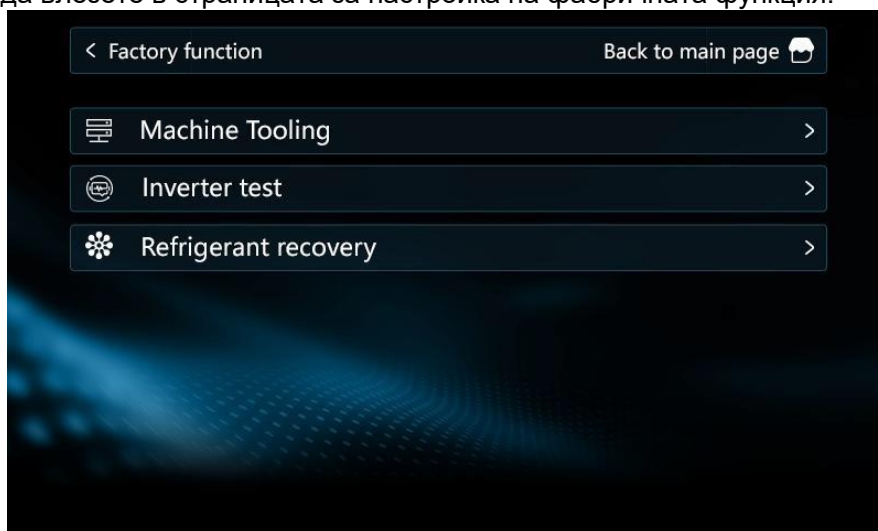 да влезете в страницата за настройка на фабричната функция.
< Factory function Back to main page
Machine Tooling >
Inverter test >
Refrigerant recovery >